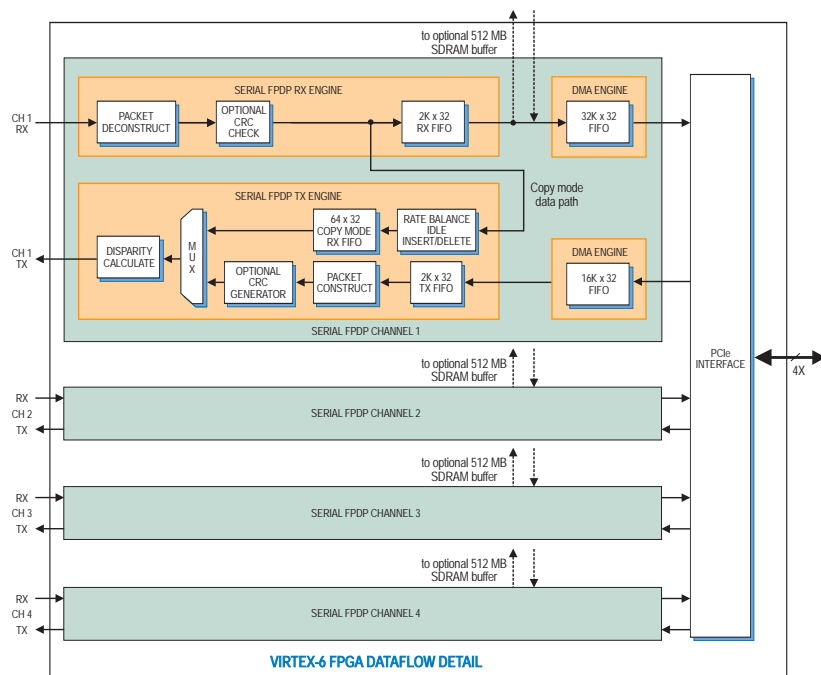 to optional 512 MB
SDRAM buffer
SERIAL FPDP RX ENGINE
DMA ENGINE
CH 1
RX
PACKET
DECONSTRUCT
OPTIONAL
CRC
CHECK
2K x 32
RX FIFO
32K x 32
FIFO
Copy mode
data path
SERIAL FPDP TX ENGINE
64 x 32
COPY MODE
RX FIFO
RATE BALANCE
IDLE
INSERT/DELETE
DMA ENGINE
CH 1
TX
DISPARITY
CALCULATE
MUX
OPTIONAL
CRC
GENERATOR
PACKET
CONSTRUCT
2K x 32
TX FIFO
16K x 32
FIFO
SERIAL FPDP CHANNEL 1
PCIe
INTERFACE
4X
to optional 512 MB
SDRAM buffer
RX
CH 2
TX
SERIAL FPDP CHANNEL 2
to optional 512 MB
SDRAM buffer
RX
CH 3
TX
SERIAL FPDP CHANNEL 3
to optional 512 MB
SDRAM buffer
RX
CH 4
TX
SERIAL FPDP CHANNEL 4
VIRTEX-6 FPGA DATAFLOW DETAIL